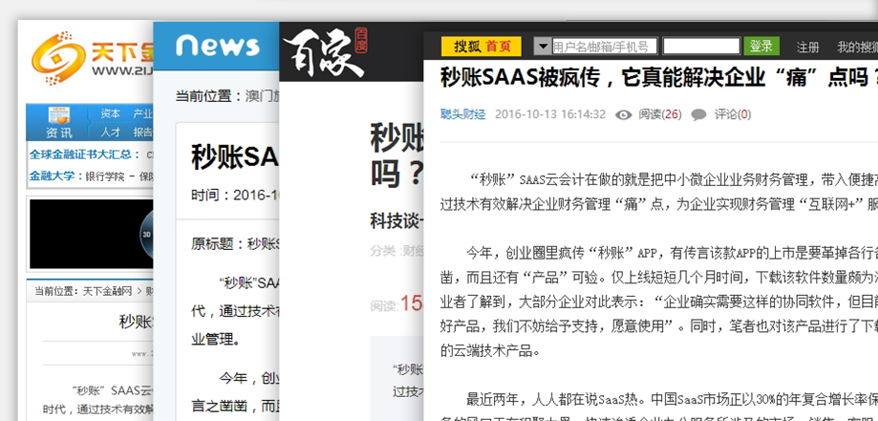 天下金
WWW.21J
资讯
资本 产业
人才 报告
全球金融证书大汇总：
金融大学：银行学院 - 保
30
当前位置：天下金融网 >
秒账
www.2
“秒账”SAAS云
时代，通过技术有效解
news
当前位置：澳门
秒账SA
时间：2016-10
原标题：秒账S
“秒账”SAA
代，通过技术
业管理。
今年，创业
言之凿凿，而且
百家
百度
秒账
吗？
科技谈
分类：财经
阅读：15
“秒账
过技
搜狐 首页
用户名/邮箱/手机号
登录
注册
我的搜狐
秒账SAAS被疯传，它真能解决企业“痛”点吗？
聪头财经 2016-10-13 16:14:32 阅读(26) 评论(0)
“秒账”SAAS云会计在做的就是把中小微企业业务财务管理，带入便捷高
过技术有效解决企业财务管理“痛”点，为企业实现财务管理“互联网+”服
今年，创业圈里疯传“秒账”APP，有传言该款APP的上市是要革掉各行各
凿，而且还有“产品”可验。仅上线短短几个月时间，下载该软件数量颇为
业者了解到，大部分企业对此表示：“企业确实需要这样的协同软件，但目前
好产品，我们不妨给予支持，愿意使用”。同时，笔者也对该产品进行了下载
的云端技术产品。
最近两年，人人都在说SaaS热。中国SaaS市场正以30%的年复合增长率保